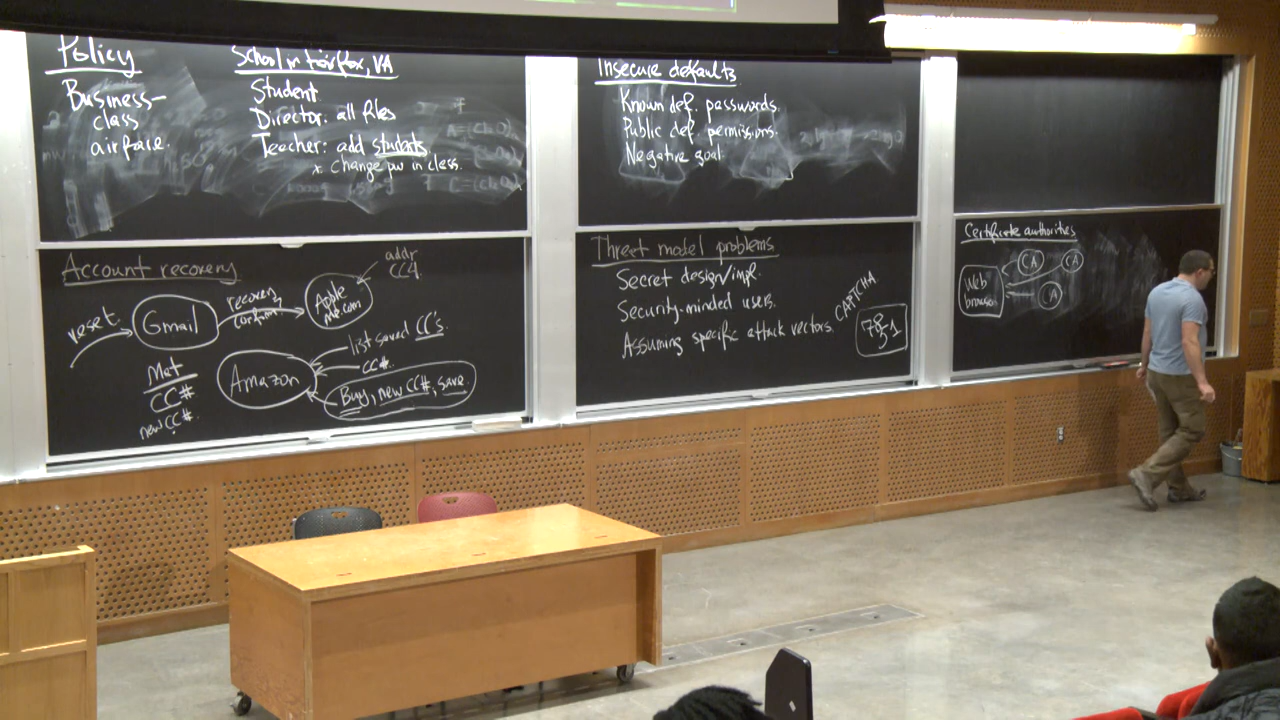 Policy
Business-
class
airfare.
School in Fairfax, VA
Student
Director: all files
Teacher: add students
* Change pw in class.
Insecure defaults
Known def. passwords.
Public def. permissions.
Negative goal
Account recovery
reset
Gmail
recovery
confirm
Apple
me.com
addr
CC4
Mat
CC#
new CC#.
Amazon
list saved CC's
CC#.
Buy, new CC#, save.
Threet model problems
Secret design/impl.
Security-minded users.
Assuming specific attack vectors.
CAPTCHA
Certificate authorities
Web
browser
CA
CA
CA